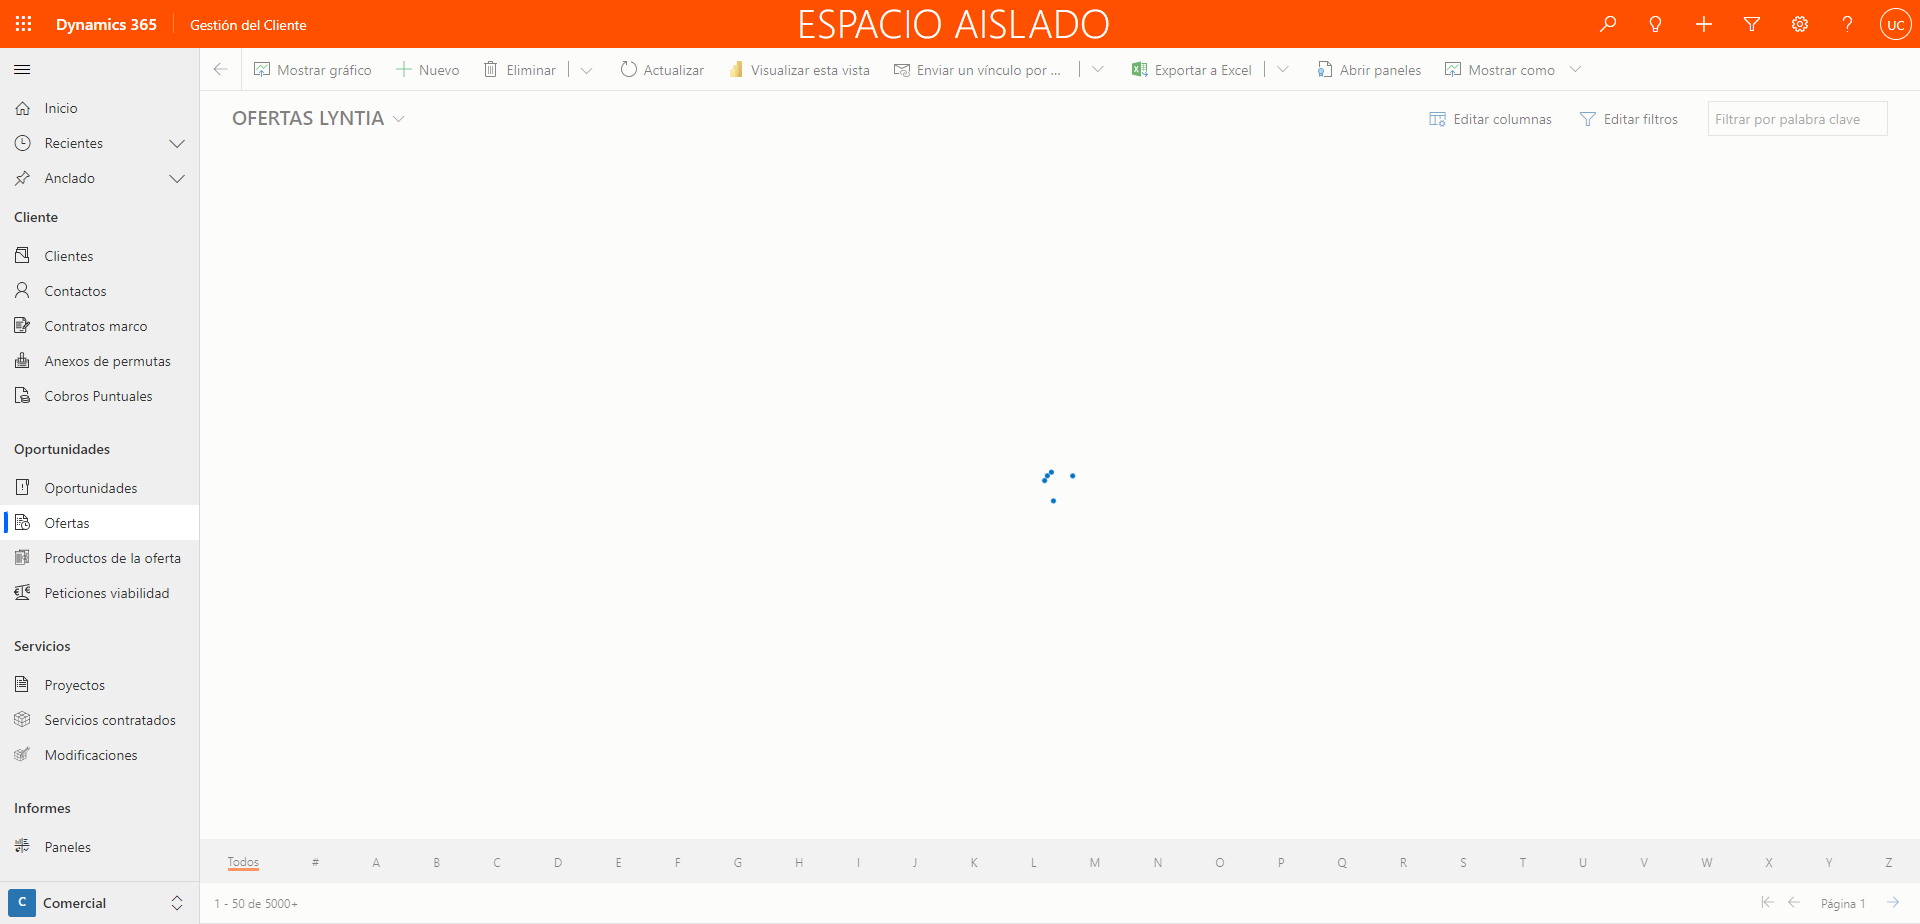 Dynamics 365
Gestión del Cliente
ESPACIO AISLADO
UC
Mostrar gráfico
Nuevo
Eliminar
Actualizar
Visualizar esta vista
Enviar un vínculo por ...
Exportar a Excel
Abrir paneles
Mostrar como
Inicio
Recientes
Anclado
Cliente
Clientes
Contactos
Contratos marco
Anexos de permutas
Cobros Puntuales
Oportunidades
Oportunidades
Ofertas
Productos de la oferta
Peticiones viabilidad
Servicios
Proyectos
Servicios contratados
Modificaciones
Informes
Paneles
C Comercial
OFERTAS LYNTIA
Editar columnas
Editar filtros
Filtrar por palabra clave
Todos # A B C D E F G H I J K L M N O P Q R S T U V W X Y Z
1 - 50 de 5000+
Página 1